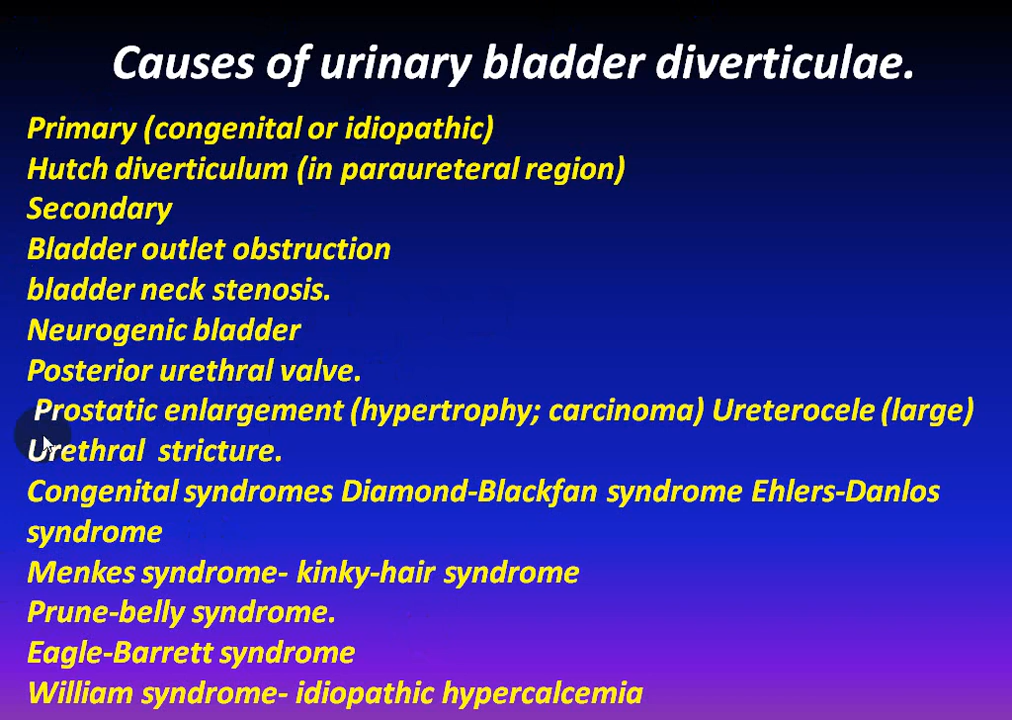 Causes of urinary bladder diverticulae.
Primary (congenital or idiopathic)
Hutch diverticulum (in paraureteral region)
Secondary
Bladder outlet obstruction
bladder neck stenosis.
Neurogenic bladder
Posterior urethral valve.
Prostatic enlargement (hypertrophy; carcinoma) Ureterocele (large)
Urethral stricture.
Congenital syndromes Diamond-Blackfan syndrome Ehlers-Danlos
syndrome
Menkes syndrome- kinky-hair syndrome
Prune-belly syndrome.
Eagle-Barrett syndrome
William syndrome- idiopathic hypercalcemia